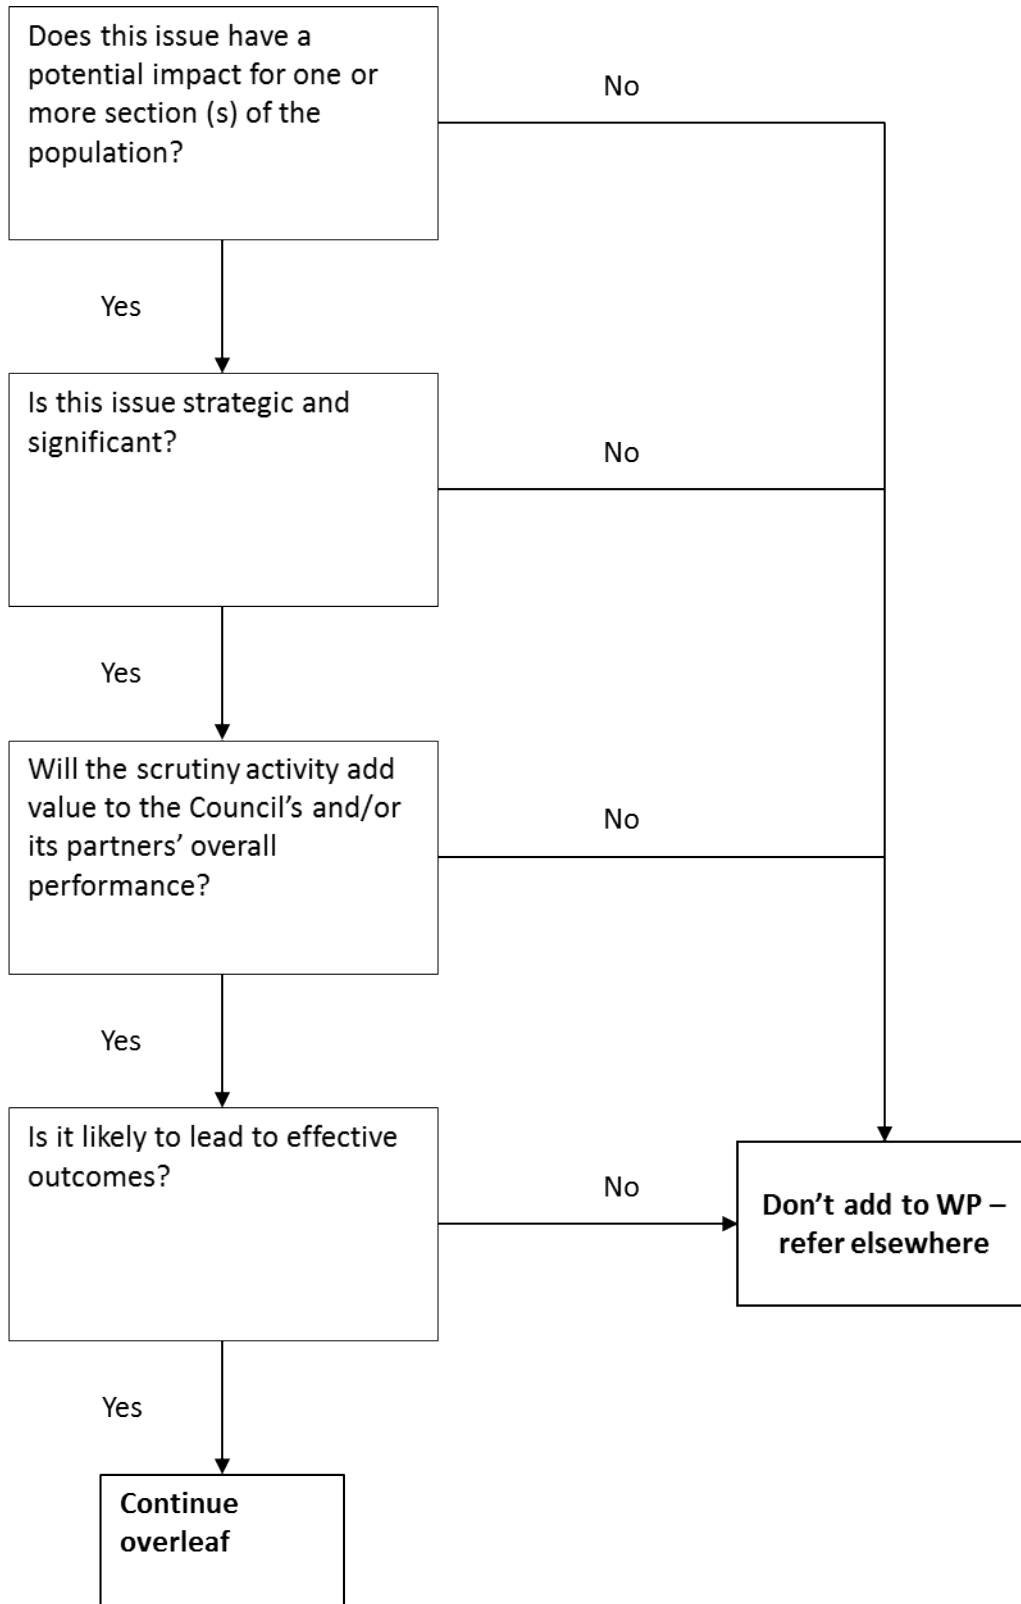 Does this issue have a
potential impact for one or
more section (s) of the
population?
No
Yes
Is this issue strategic and
significant?
No
Yes
Will the scrutiny activity add
value to the Council’s and/or
its partners’ overall
performance?
No
Yes
Is it likely to lead to effective
outcomes?
No
Don’t add to WP –
refer elsewhere
Yes
Continue
overleaf